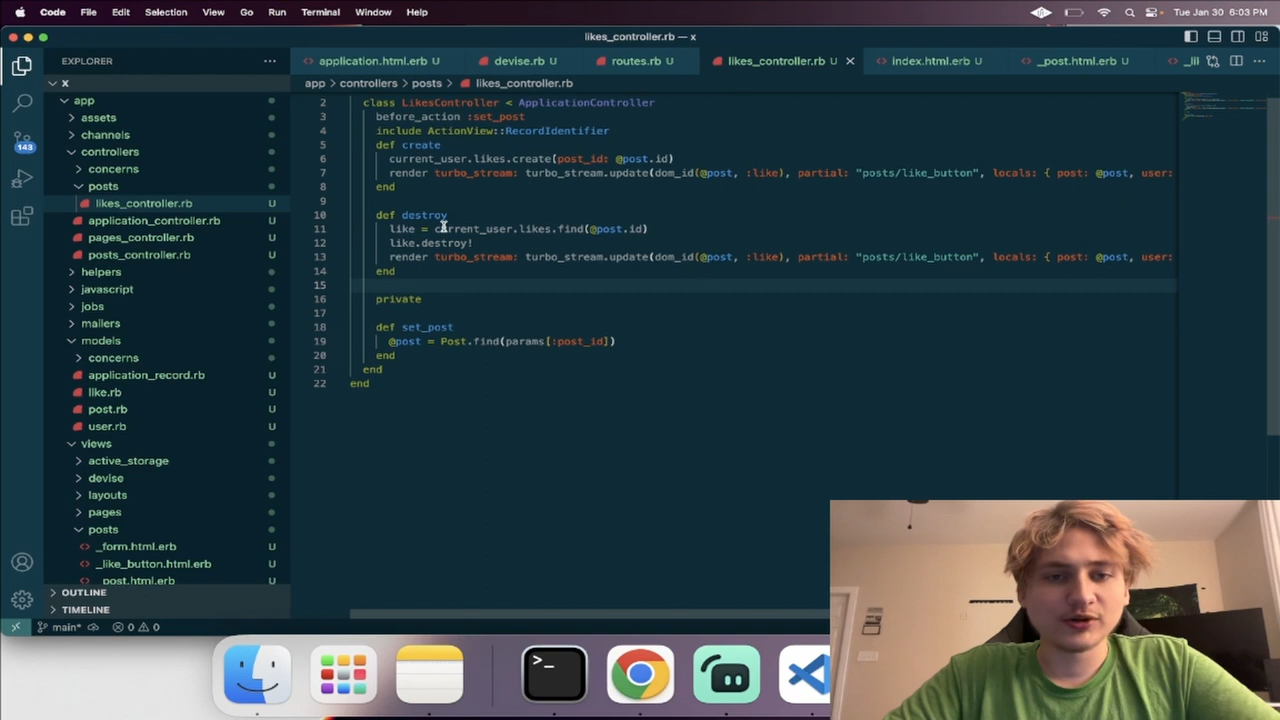 Code File Edit Selection View Go Run Terminal Window Help Tue Jan 30 6:03 PM
likes_controller.rb — x
EXPLORER
application.html.erb U devise.rb U routes.rb U likes_controller.rb U index.html.erb U _post.html.erb U _lil
X
app > controllers > posts > likes_controller.rb
app
assets
channels
controllers
concerns
posts
likes_controller.rb U
application_controller.rb U
pages_controller.rb U
posts_controller.rb U
helpers
javascript
jobs
mailers
models
concerns
application_record.rb U
like.rb U
post.rb U
user.rb U
views
active_storage
devise
layouts
pages
posts
_form.html.erb U
_like_button.html.erb U
_post.html.erb U
OUTLINE
TIMELINE
143
2 class LikesController < ApplicationController
3 before_action :set_post
4 include ActionView::RecordIdentifier
5 def create
6 current_user.likes.create(post_id: @post.id)
7 render turbo_stream: turbo_stream.update(dom_id(@post, :like), partial: "posts/like_button", locals: { post: @post, user:
8 end
9
10 def destroy
11 like = current_user.likes.find(@post.id)
12 like.destroy!
13 render turbo_stream: turbo_stream.update(dom_id(@post, :like), partial: "posts/like_button", locals: { post: @post, user:
14 end
15
16 private
17
18 def set_post
19 @post = Post.find(params[:post_id])
20 end
21 end
22 end
main* 0 0